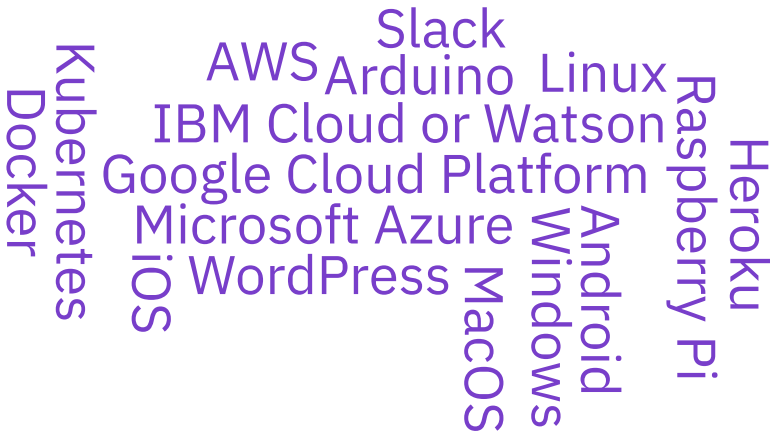 Slack
AWS
Arduino
Linux
IBM Cloud or Watson
Google Cloud Platform
Microsoft Azure
WordPress
Docker
Kubernetes
iOS
MacOS
Windows
Android
Raspberry Pi
Heroku